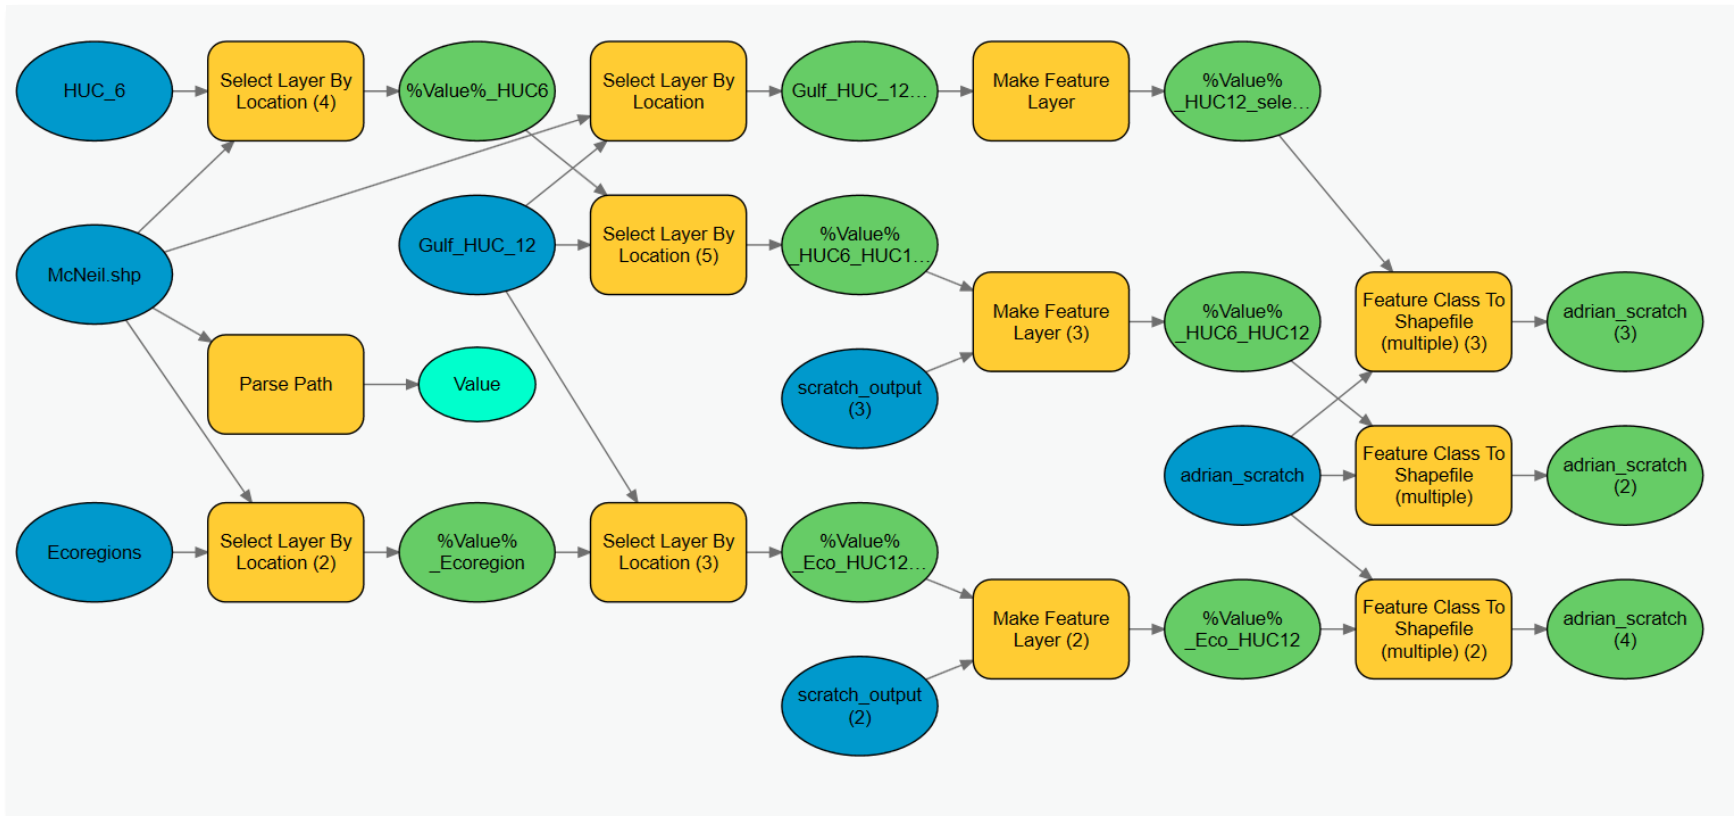 HUC_6
Select Layer By
Location (4)
%Value%_HUC6
Select Layer By
Location
Gulf_HUC_12...
Make Feature
Layer
%Value%
_HUC12_sele...
McNeil.shp
Gulf_HUC_12
Select Layer By
Location (5)
%Value%
_HUC6_HUC1...
Make Feature
Layer (3)
%Value%
_HUC6_HUC12
Feature Class To
Shapefile
(multiple) (3)
adrian_scratch
(3)
Parse Path
Value
scratch_output
(3)
adrian_scratch
Feature Class To
Shapefile
(multiple)
adrian_scratch
(2)
Ecoregions
Select Layer By
Location (2)
%Value%
_Ecoregion
Select Layer By
Location (3)
%Value%
_Eco_HUC12...
Make Feature
Layer (2)
%Value%
_Eco_HUC12
Feature Class To
Shapefile
(multiple) (2)
adrian_scratch
(4)
scratch_output
(2)